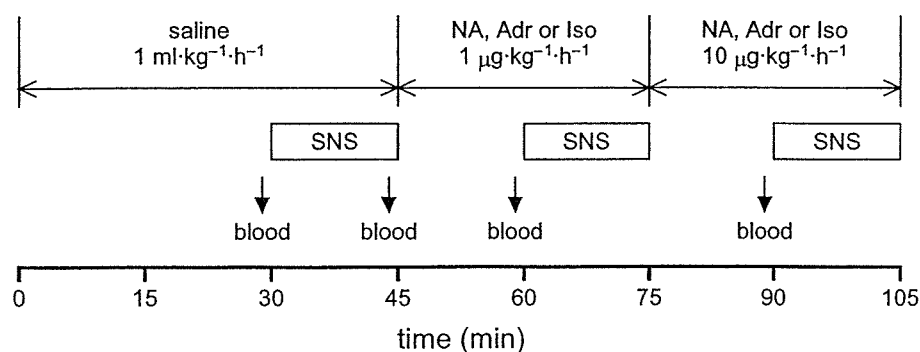 saline
1 ml·kg⁻¹·h⁻¹
NA, Adr or Iso
1 μg·kg⁻¹·h⁻¹
NA, Adr or Iso
10 μg·kg⁻¹·h⁻¹
SNS
SNS
SNS
blood
blood
blood
blood
0 15 30 45 60 75 90 105
time (min)